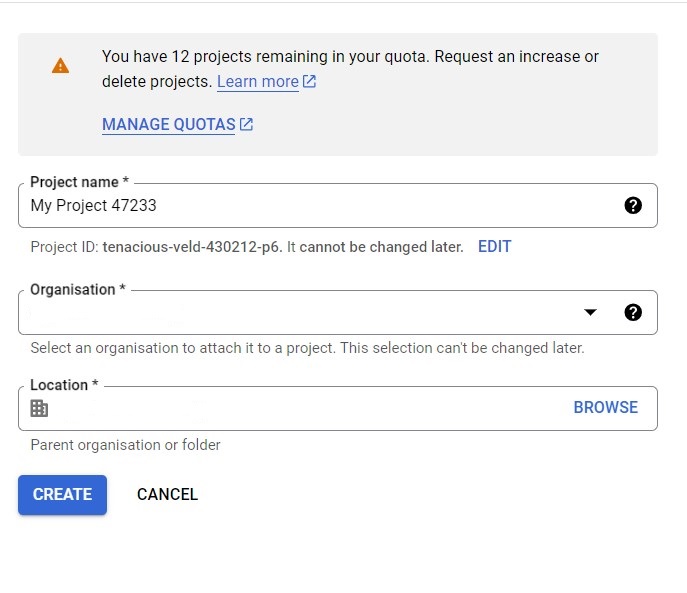 You have 12 projects remaining in your quota. Request an increase or
delete projects. Learn more
MANAGE QUOTAS
Project name *
My Project 47233
Project ID: tenacious-veld-430212-p6. It cannot be changed later. EDIT
Organisation *
Select an organisation to attach it to a project. This selection can't be changed later.
Location *
BROWSE
Parent organisation or folder
CREATE CANCEL